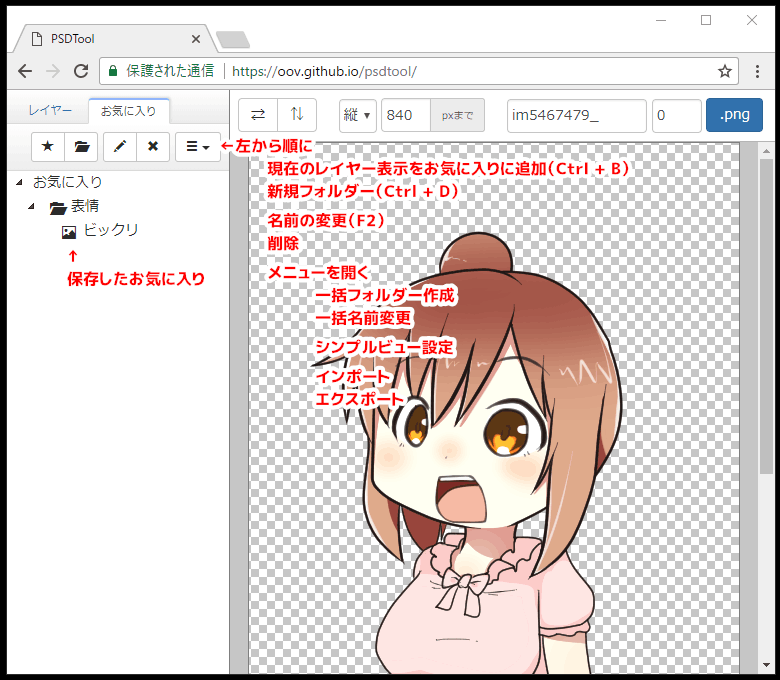 PSDTool
保護された通信
https://oov.github.io/psdtool/
レイヤー
お気に入り
縦
840
pxまで
im5467479_
0
.png
←左から順に
現在のレイヤー表示をお気に入りに追加(Ctrl + B)
新規フォルダー(Ctrl + D)
名前の変更(F2)
削除
メニューを開く
一括フォルダー作成
一括名前変更
シンプルビュー設定
インポート
エクスポート
お気に入り
表情
ビックリ
↑
保存したお気に入り